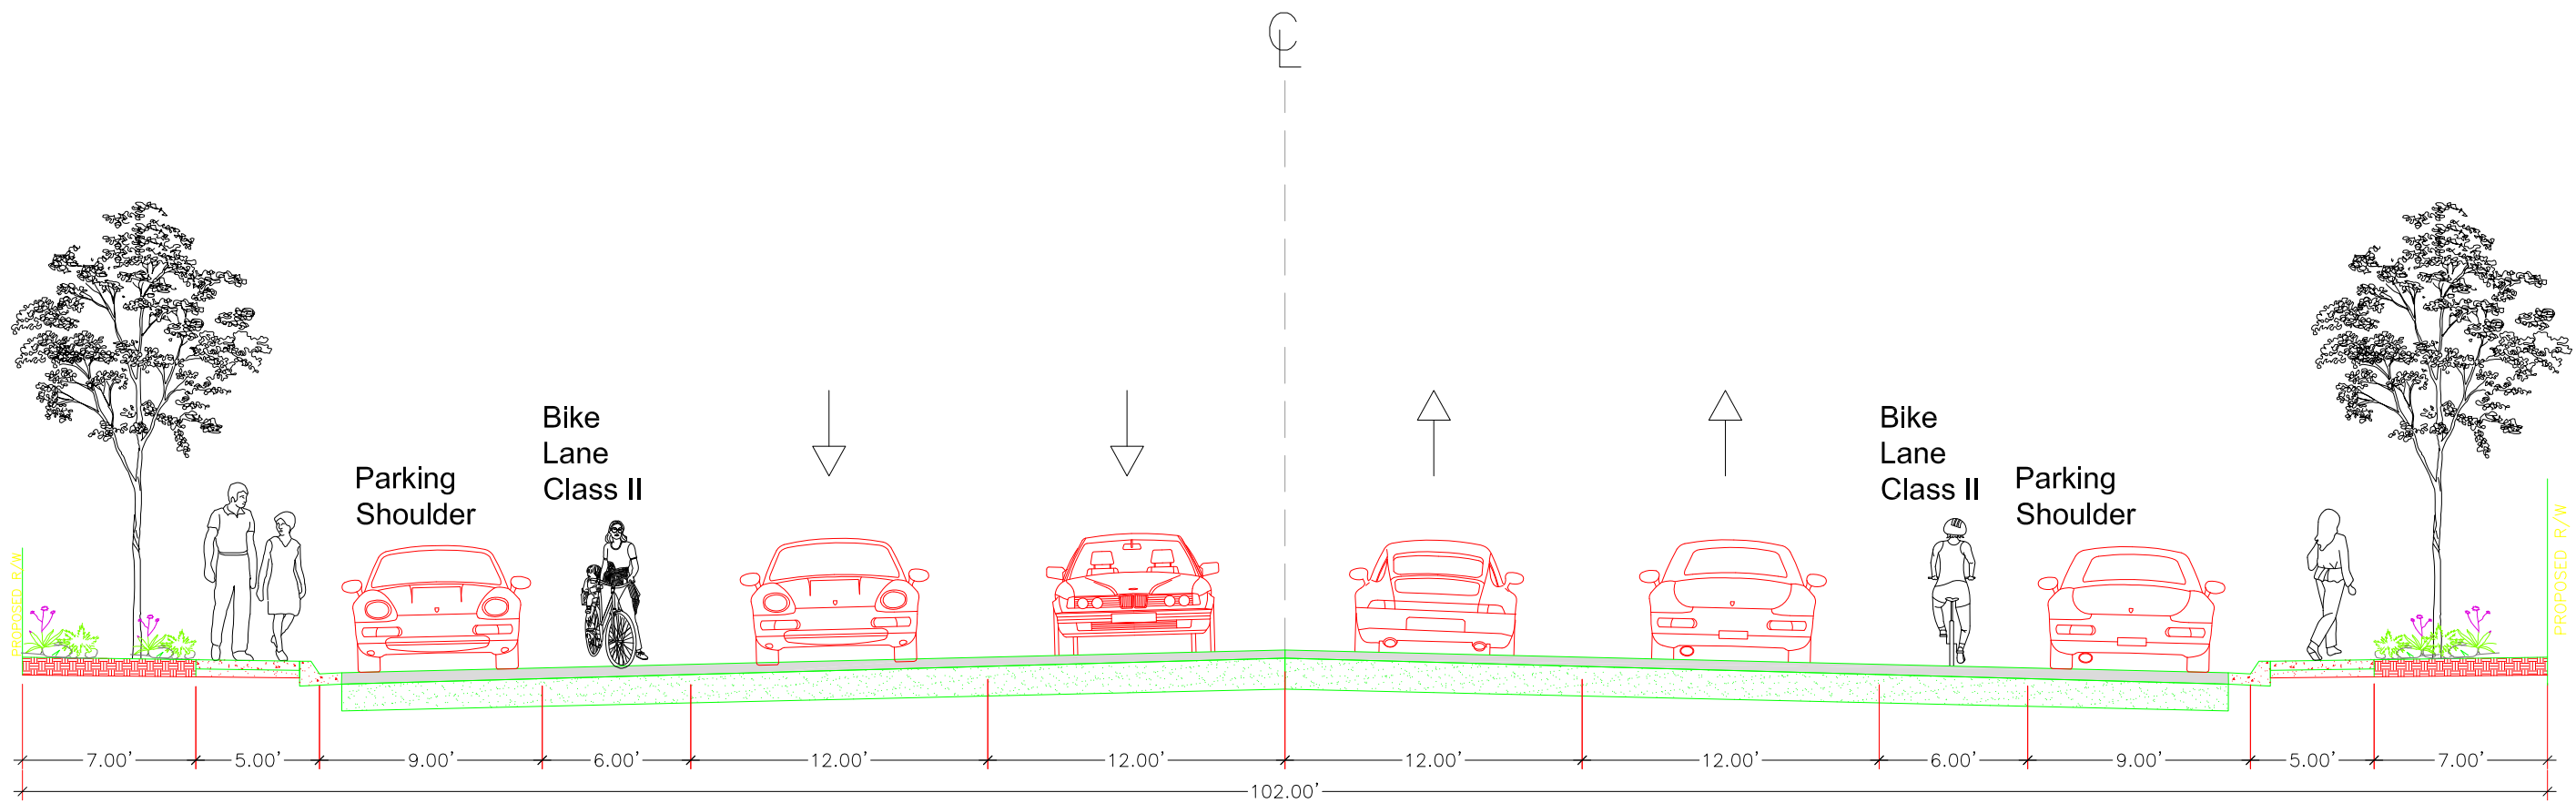 ℄
Bike
Lane
Class II
Parking
Shoulder
Bike
Lane
Class II
Parking
Shoulder
PROPOSED R/W
PROPOSED R/W
7.00' 5.00' 9.00' 6.00' 12.00' 12.00' 12.00' 12.00' 6.00' 9.00' 5.00' 7.00'
102.00'